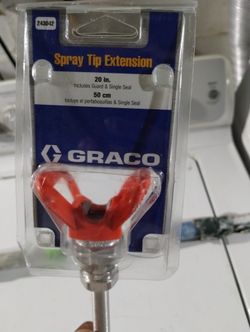 243042
Spray Tip Extension
20 in.
Includes Guard & Single Seal
50 cm
Incluye el portaboquillas & Single Seal
GRACO